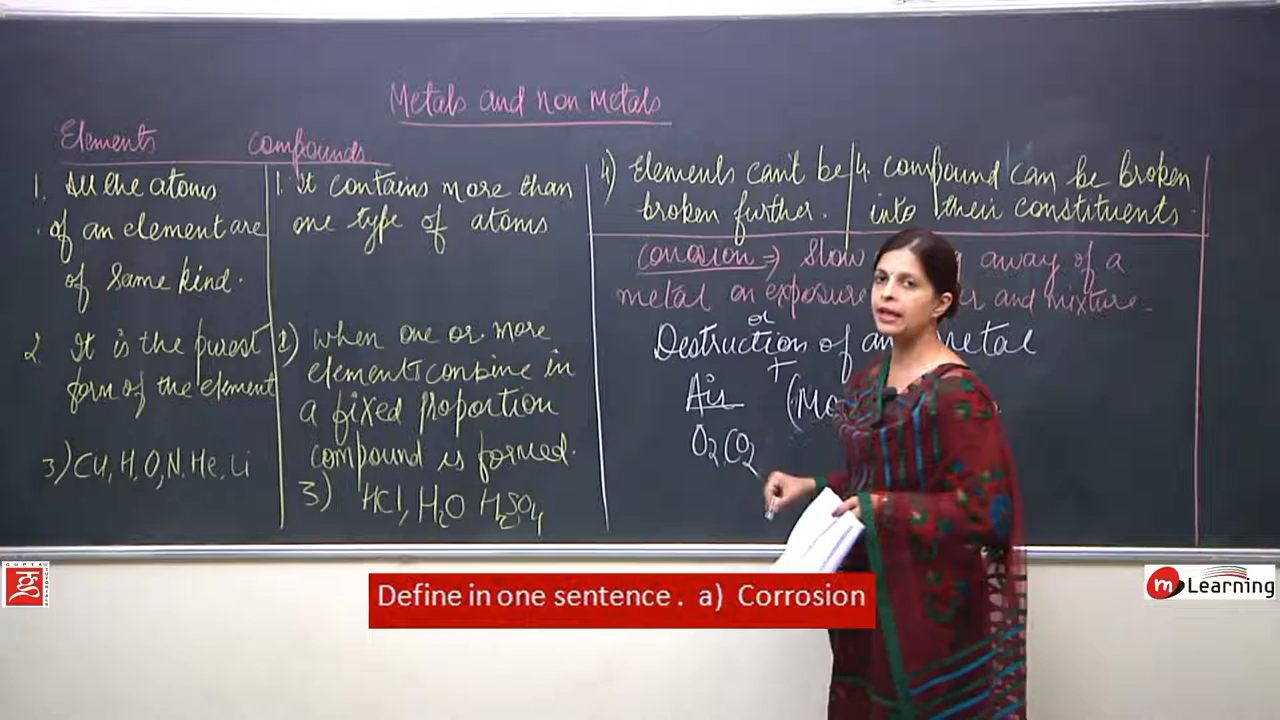 Metals and non Metals
Elements
compounds
1. All the atoms
of an element are
of same kind.
2. It is the purest
form of the element
3) Cu, H, O, N. He. Li
1. It contains more than
one type of atoms
2) when one or more
elements conbine in
a fixed proportion
compound is formed.
3) HCl, H2O H2SO4
4) Elements can't be
broken further.
4. compound can be broken
into their constituents
corrosion ⇒ Slow away of a
metal on exposure and mixture
or
Destruction of metal
Air +
O2 CO2
GUPTA TUTORIALS
Define in one sentence . a) Corrosion
m Learning